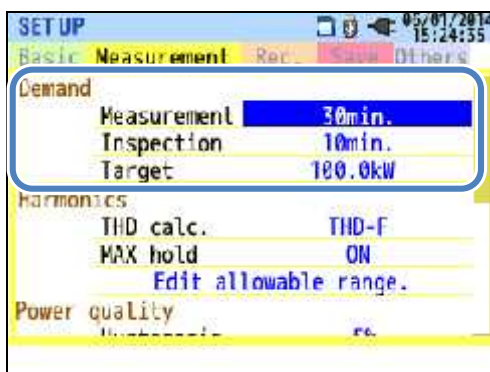 SET UP 05/01/2014
15:24:35
Basic Measurement Rec. Save Others
Demand
Measurement 30min.
Inspection 10min.
Target 100.0kW
Harmonics
THD calc. THD-F
MAX hold ON
Edit allowable range.
Power quality